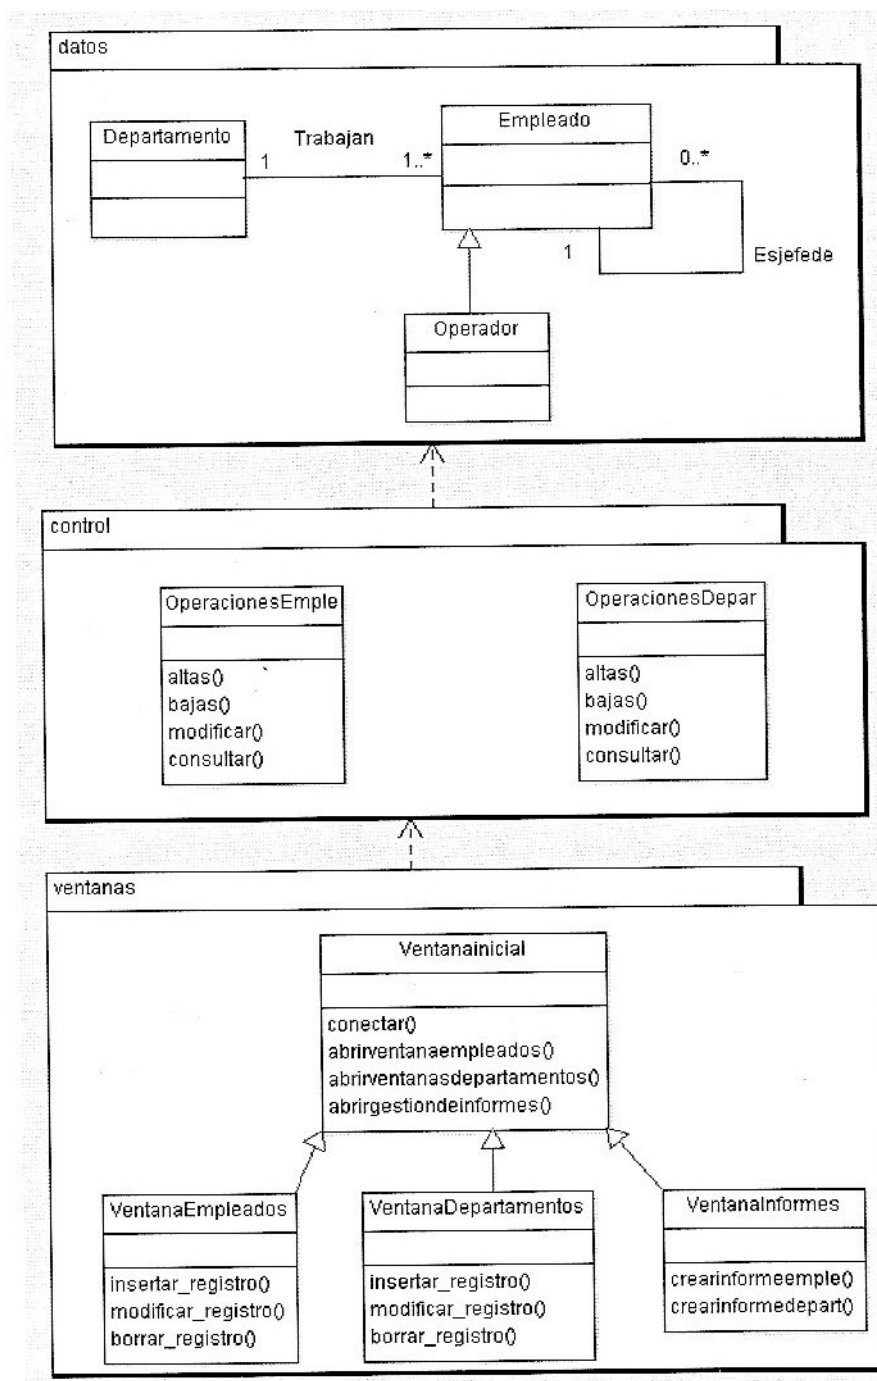 datos
Departamento
Empleado
1
Trabajan
1..*
0..*
1
Esjefede
Operador
control
OperacionesEmple
altas()
bajas()
modificar()
consultar()
OperacionesDepar
altas()
bajas()
modificar()
consultar()
ventanas
Ventanainicial
conectar()
abrirventanaempleados()
abrirventanasdepartamentos()
abrirgestiondeinformes()
VentanaEmpleados
insertar_registro()
modificar_registro()
borrar_registro()
VentanaDepartamentos
insertar_registro()
modificar_registro()
borrar_registro()
VentanaInformes
crearinformeemple()
crearinformedepart()